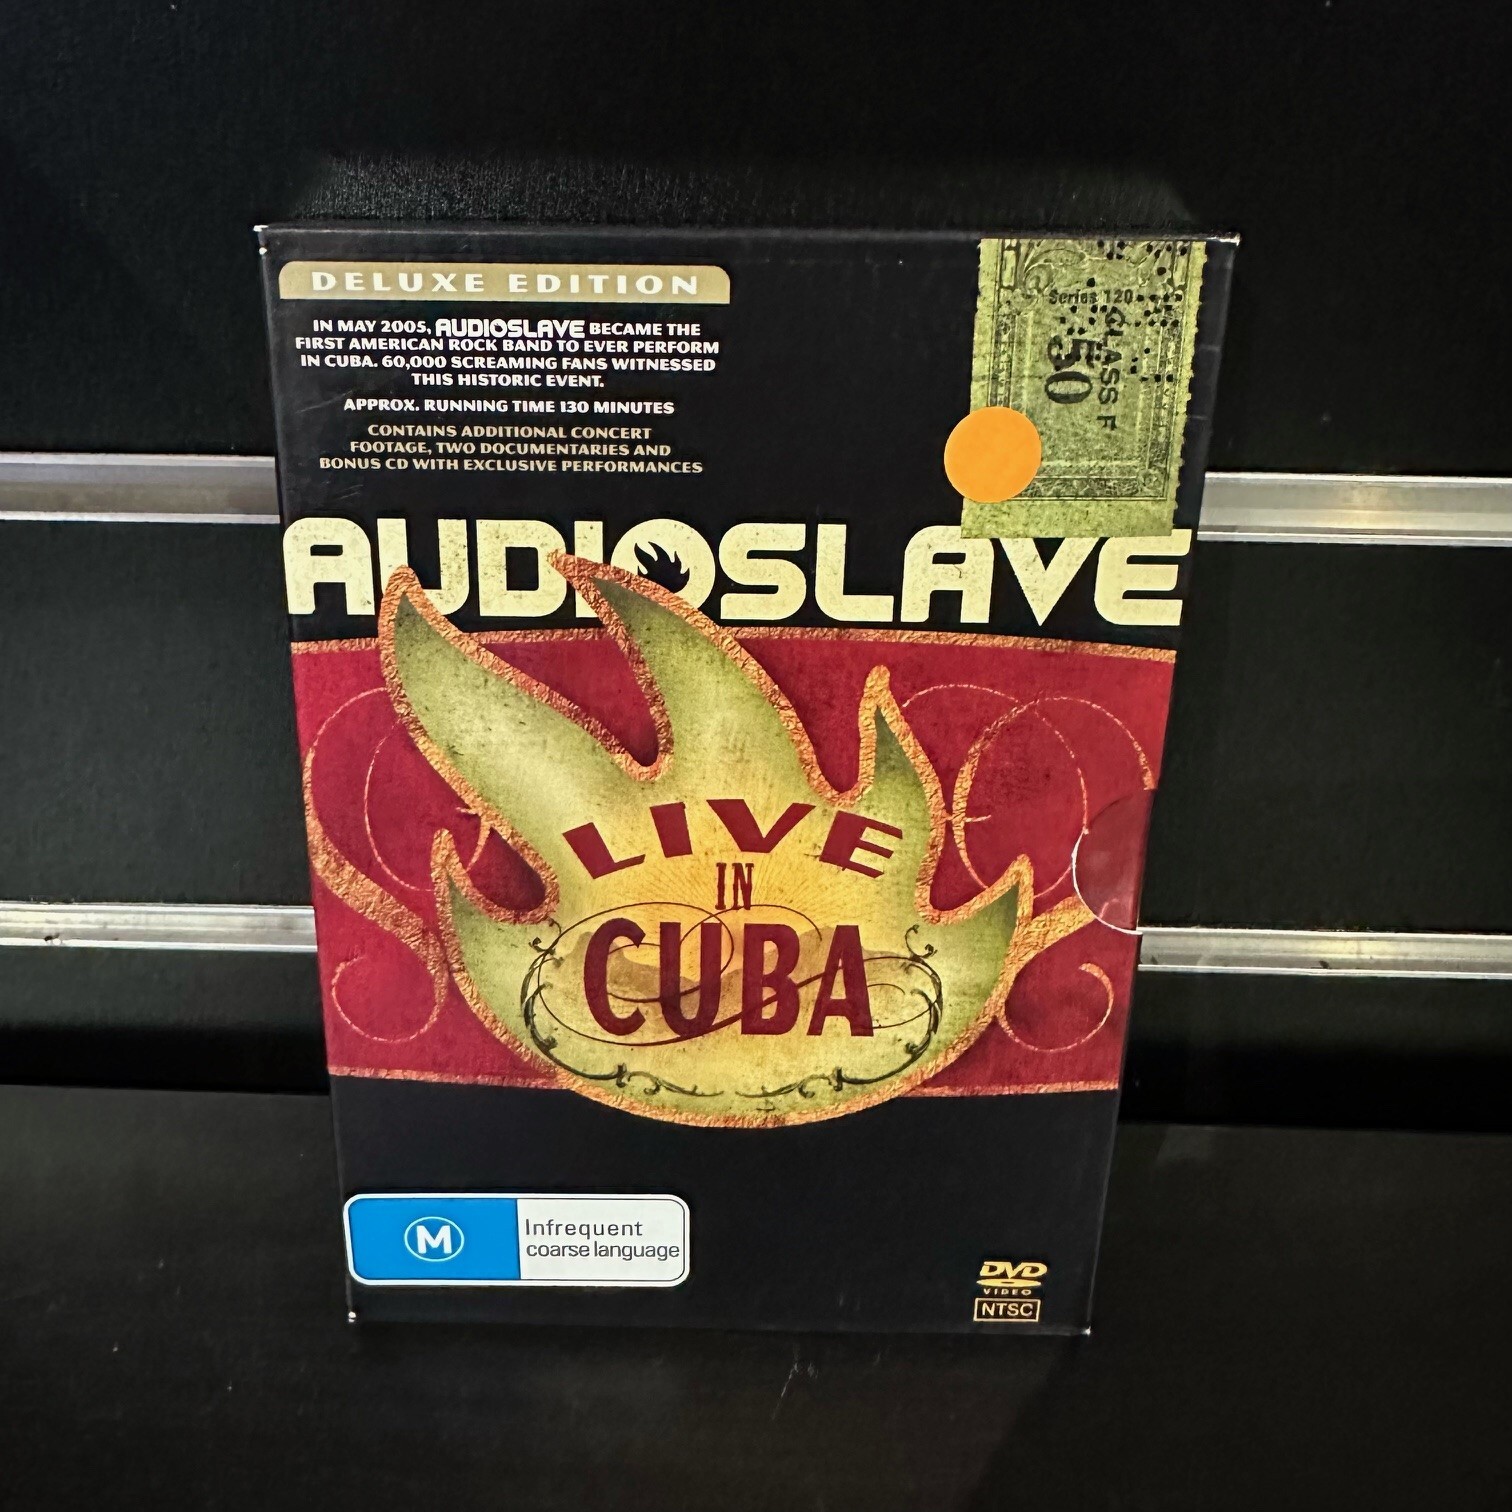 DELUXE EDITION
IN MAY 2005, AUDIOSLAVE BECAME THE
FIRST AMERICAN ROCK BAND TO EVER PERFORM
IN CUBA. 60,000 SCREAMING FANS WITNESSED
THIS HISTORIC EVENT.
APPROX. RUNNING TIME 130 MINUTES
CONTAINS ADDITIONAL CONCERT
FOOTAGE, TWO DOCUMENTARIES AND
BONUS CD WITH EXCLUSIVE PERFORMANCES
Series 120
CLASS F
50
AUDIOSLAVE
LIVE
IN
CUBA
M
Infrequent
coarse language
DVD
VIDEO
NTSC